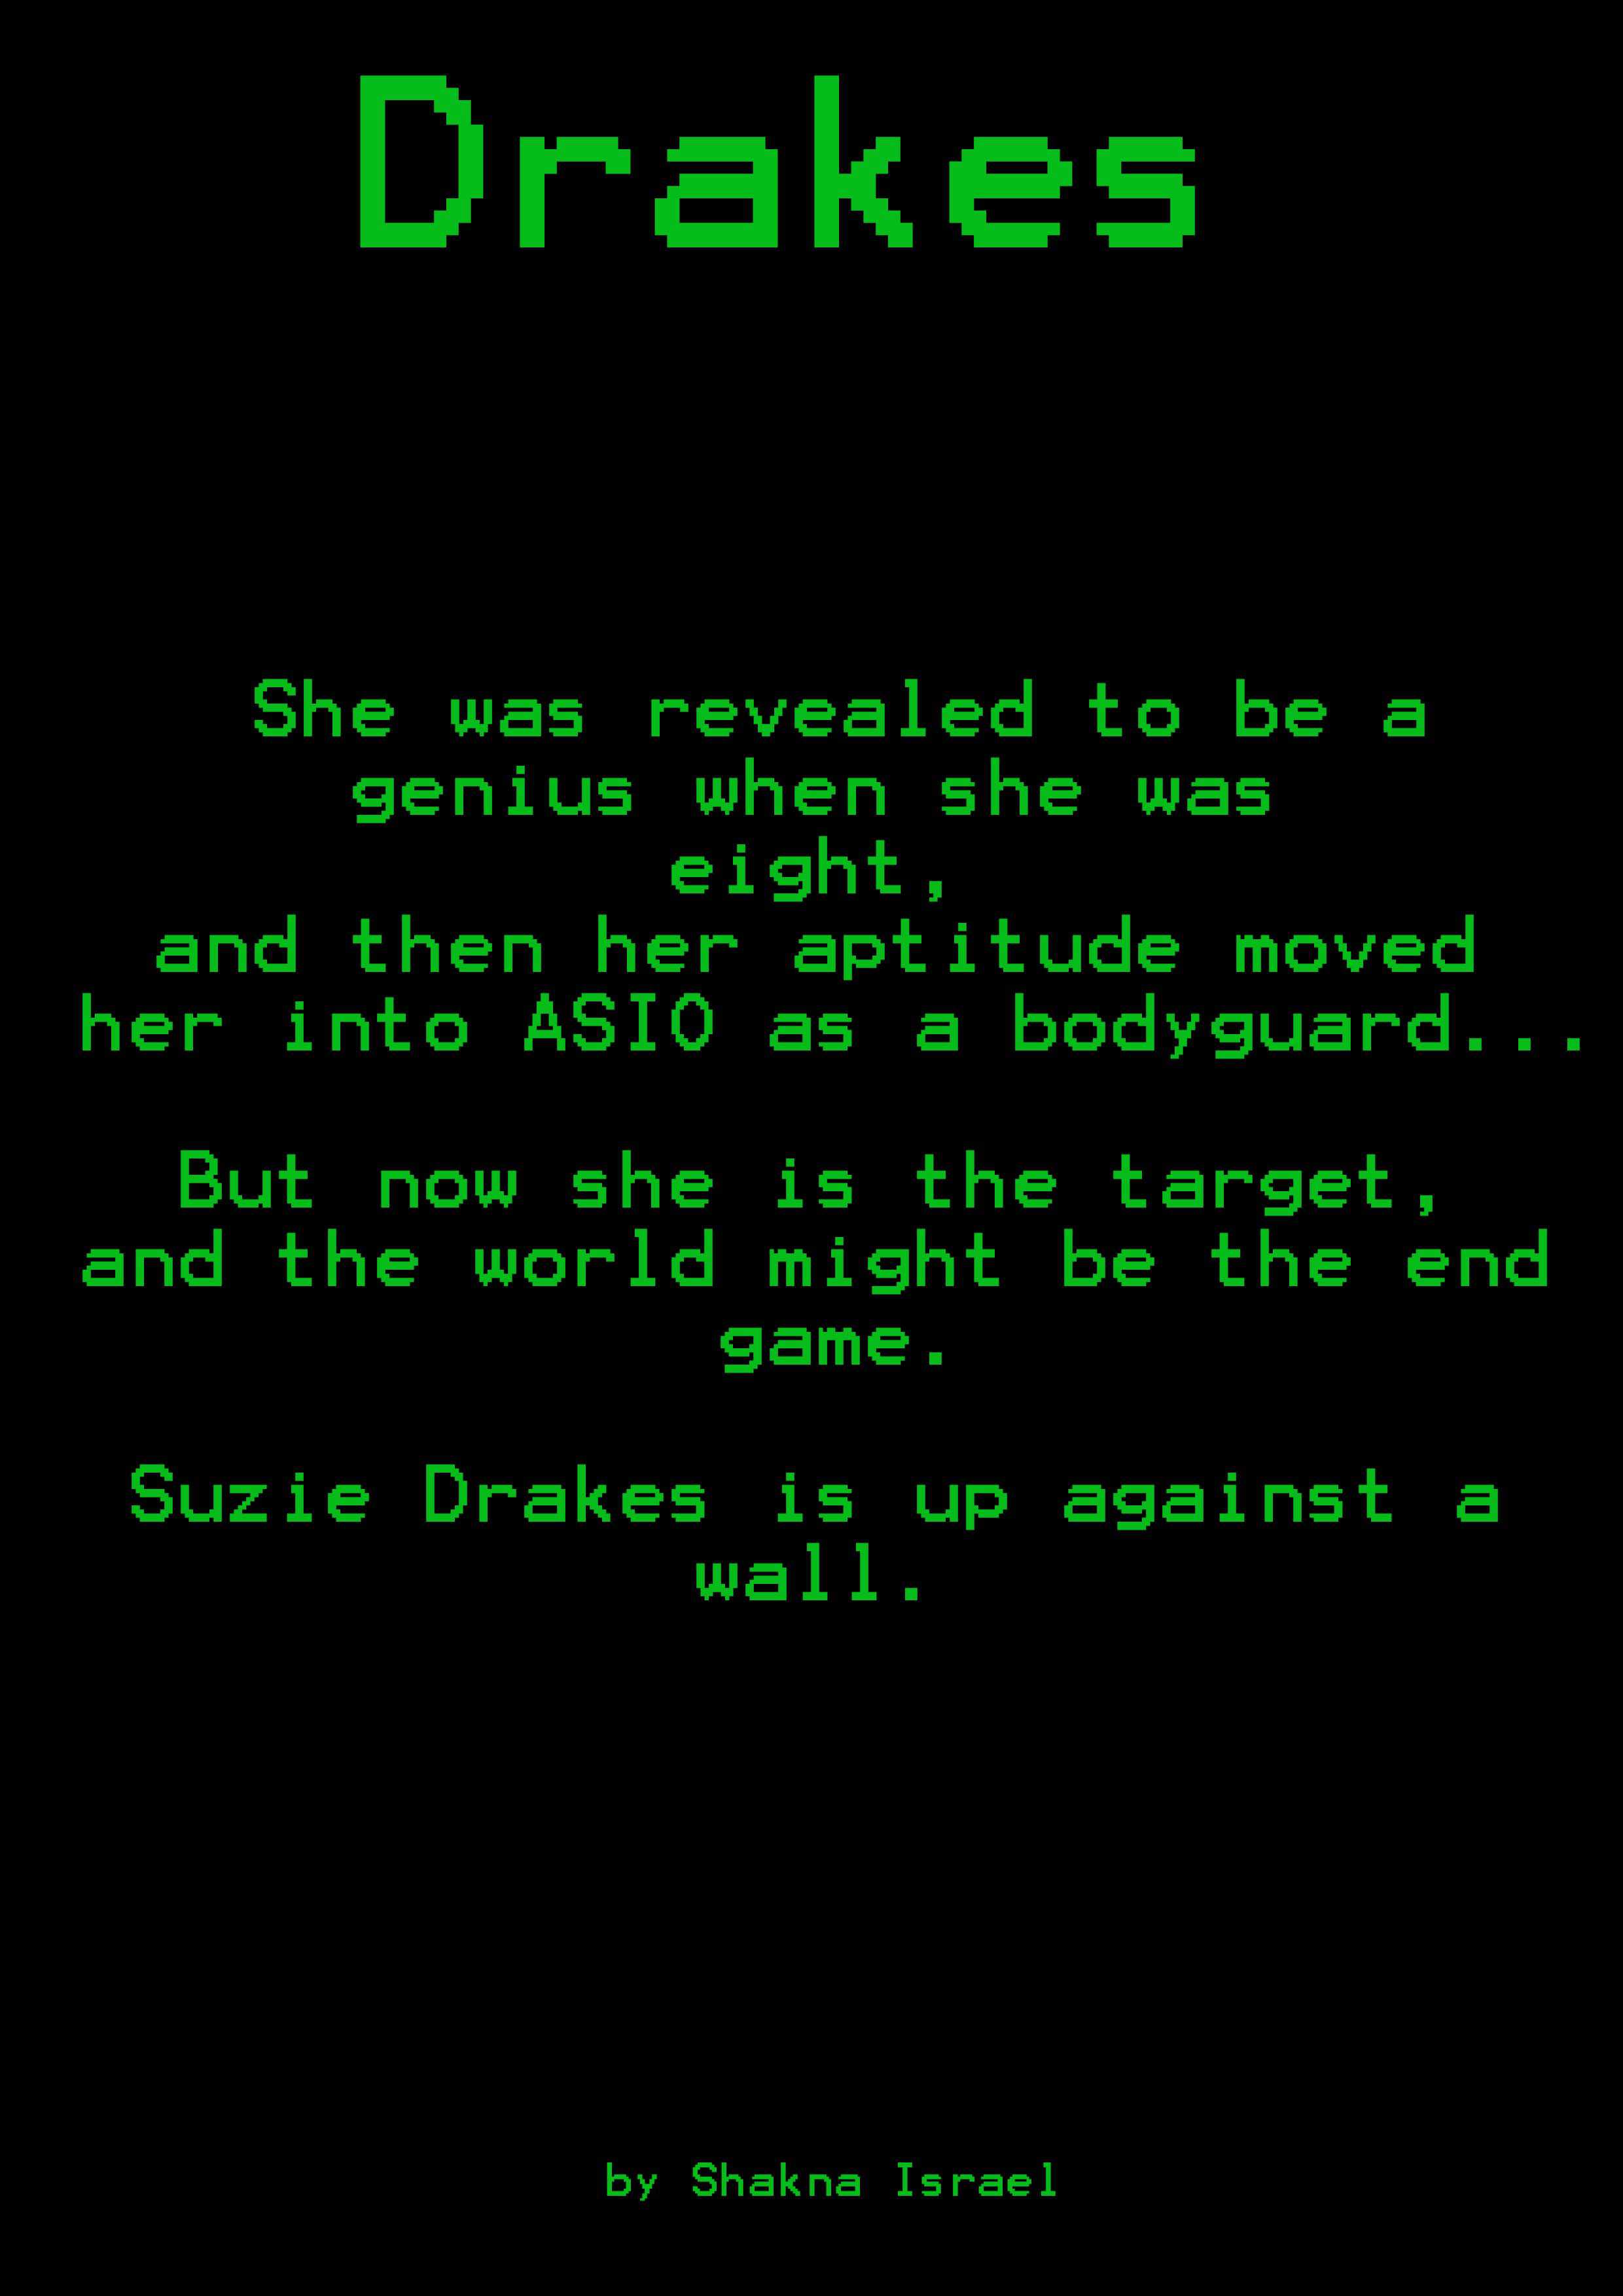 Drakes
She was revealed to be a
genius when she was
eight,
and then her aptitude moved
her into ASIO as a bodyguard...
But now she is the target,
and the world might be the end
game.
Suzie Drakes is up against a
wall.
by Shakna Israel